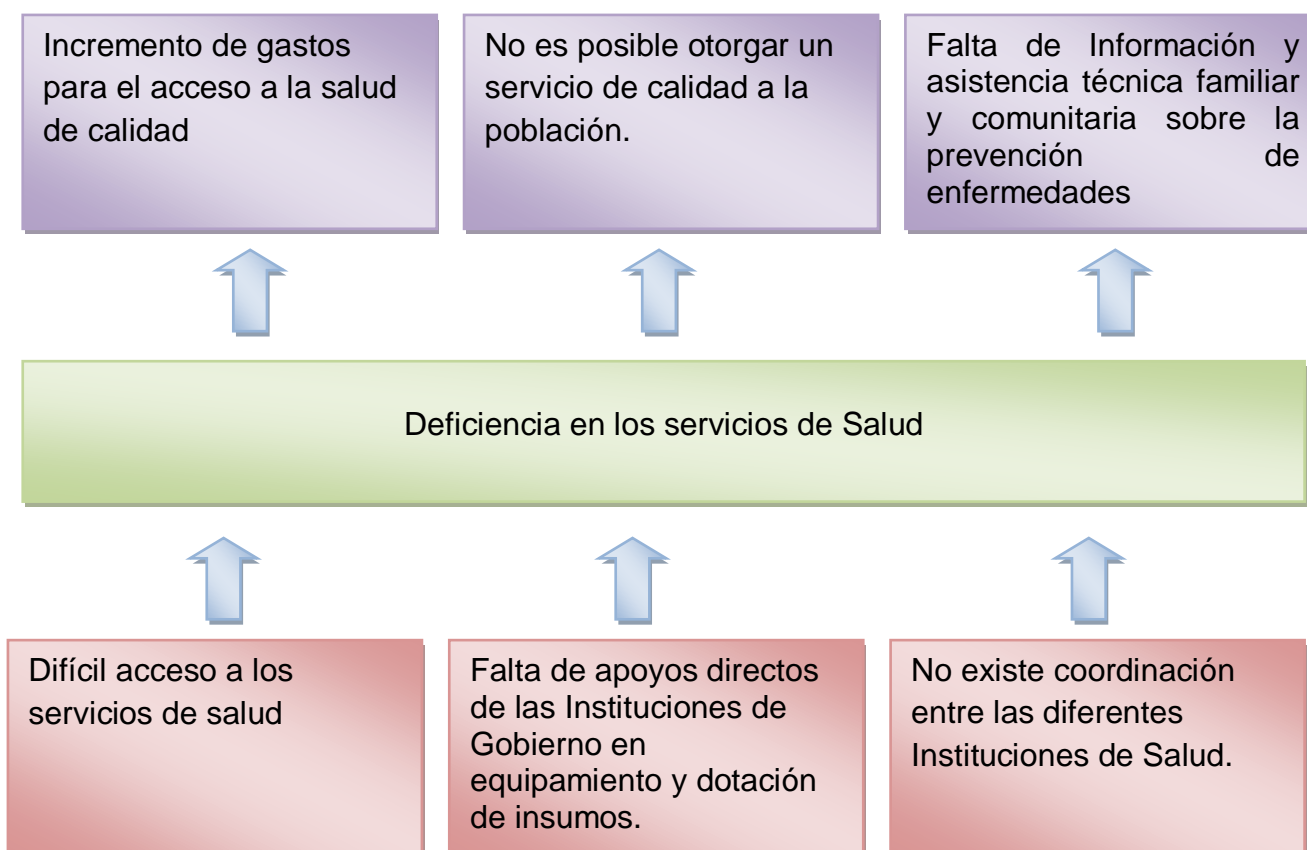 Incremento de gastos
para el acceso a la salud
de calidad
No es posible otorgar un
servicio de calidad a la
población.
Falta de Información y
asistencia técnica familiar
y comunitaria sobre la
prevención de
enfermedades
Deficiencia en los servicios de Salud
Difícil acceso a los
servicios de salud
Falta de apoyos directos
de las Instituciones de
Gobierno en
equipamiento y dotación
de insumos.
No existe coordinación
entre las diferentes
Instituciones de Salud.